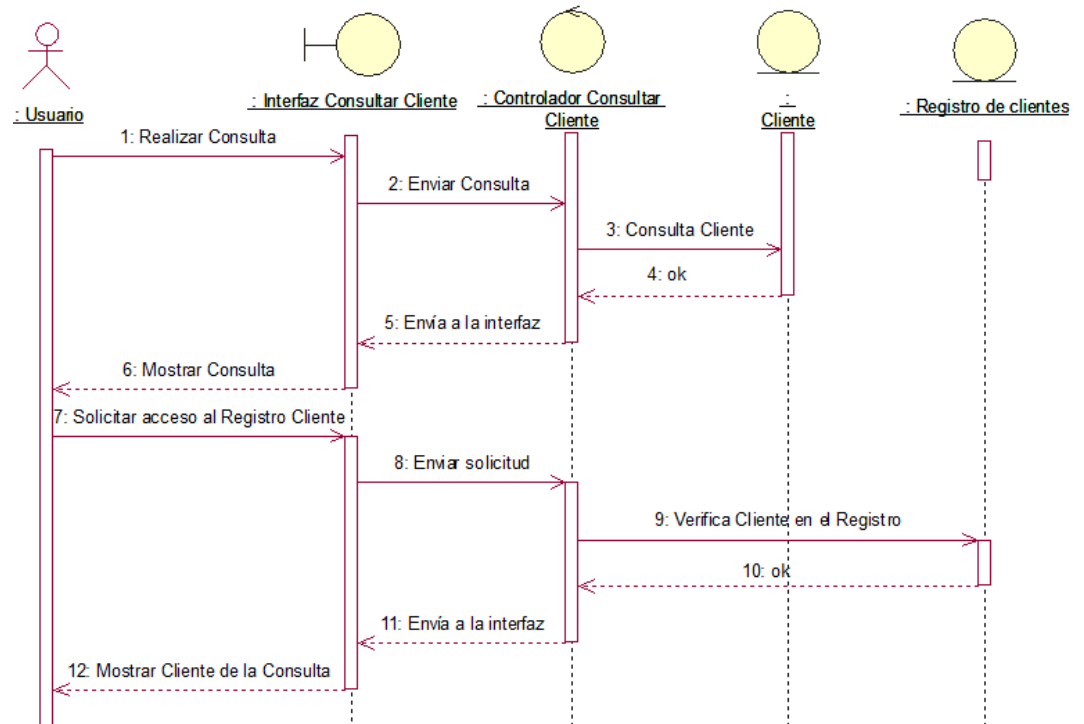 : Usuario
: Interfaz Consultar Cliente
: Controlador Consultar
Cliente
:
Cliente
: Registro de clientes
1: Realizar Consulta
2: Enviar Consulta
3: Consulta Cliente
4: ok
5: Envía a la interfaz
6: Mostrar Consulta
7: Solicitar acceso al Registro Cliente
8: Enviar solicitud
9: Verifica Cliente en el Registro
10: ok
11: Envía a la interfaz
12: Mostrar Cliente de la Consulta